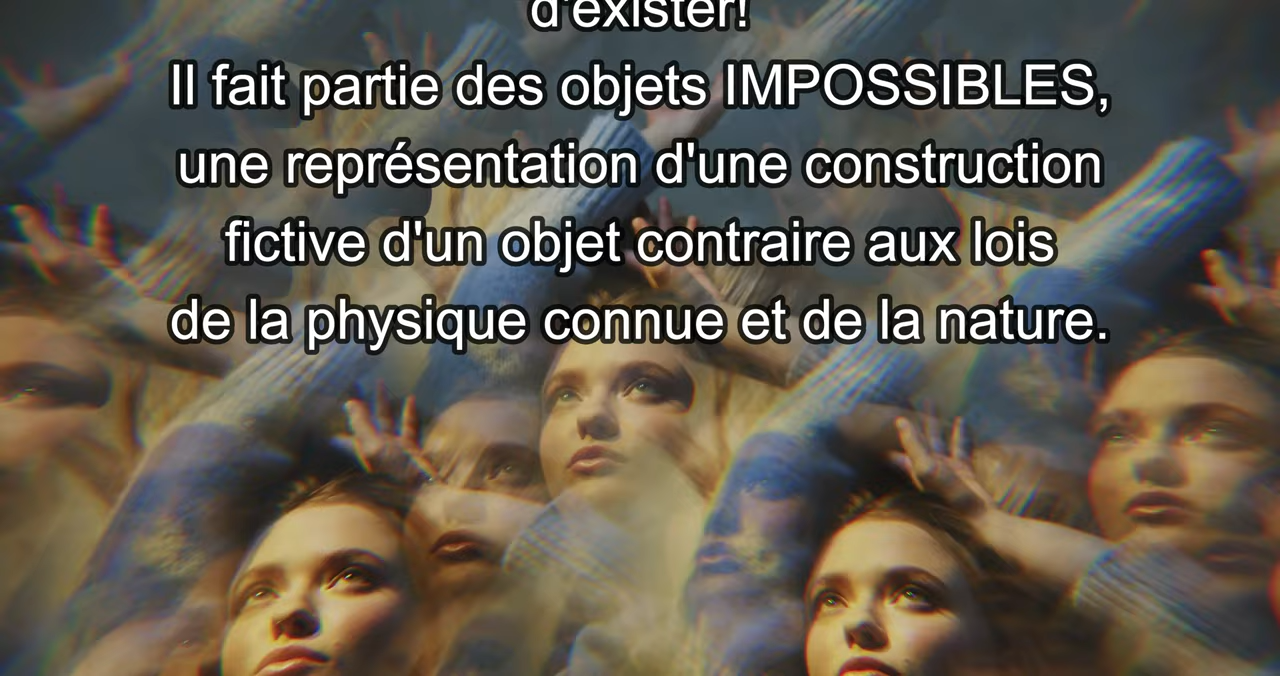 d'exister!
Il fait partie des objets IMPOSSIBLES,
une représentation d'une construction
fictive d'un objet contraire aux lois
de la physique connue et de la nature.